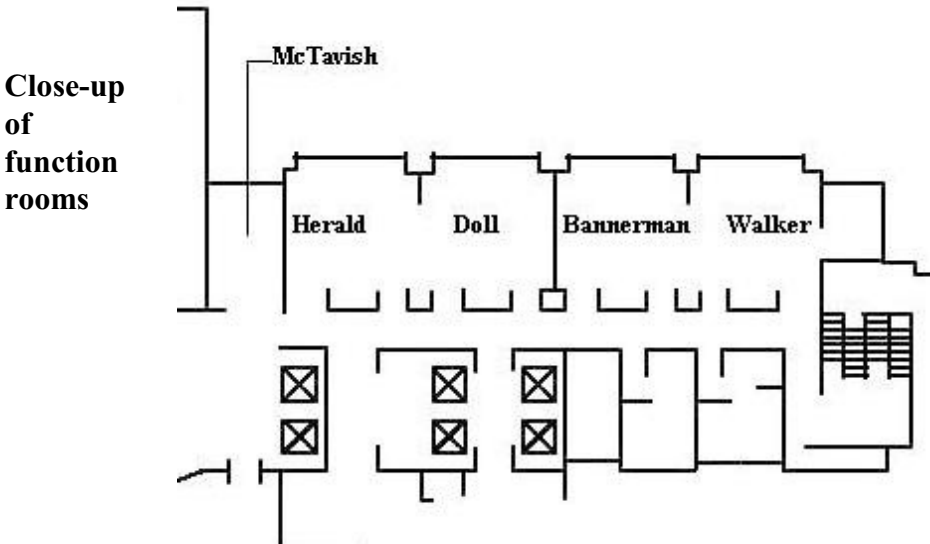 Close-up
of
function
rooms
McTavish
Herald Doll Bannerman Walker